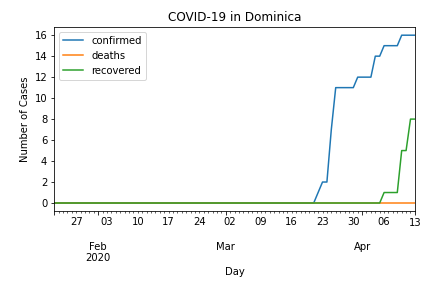 COVID-19 in Dominica
confirmed
deaths
recovered
Number of Cases
16
14
12
10
8
6
4
2
0
27 03 10 17 24 02 09 16 23 30 06 13
Feb Mar Apr
2020
Day